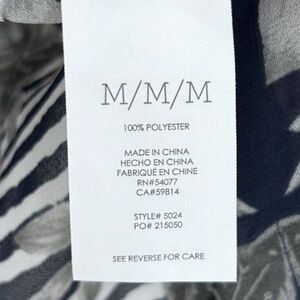 M/M/M
100% POLYESTER
MADE IN CHINA
HECHO EN CHINA
FABRIQUÉ EN CHINE
RN#54077
CA#59814
STYLE# 5024
PO# 215050
SEE REVERSE FOR CARE